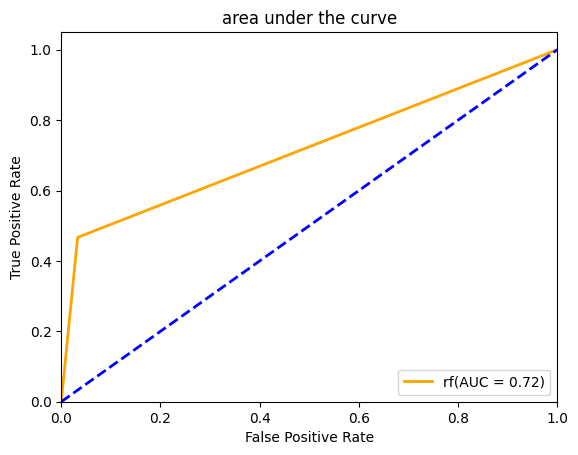 area under the curve
True Positive Rate
1.0
0.8
0.6
0.4
0.2
0.0
rf(AUC = 0.72)
0.0 0.2 0.4 0.6 0.8 1.0
False Positive Rate